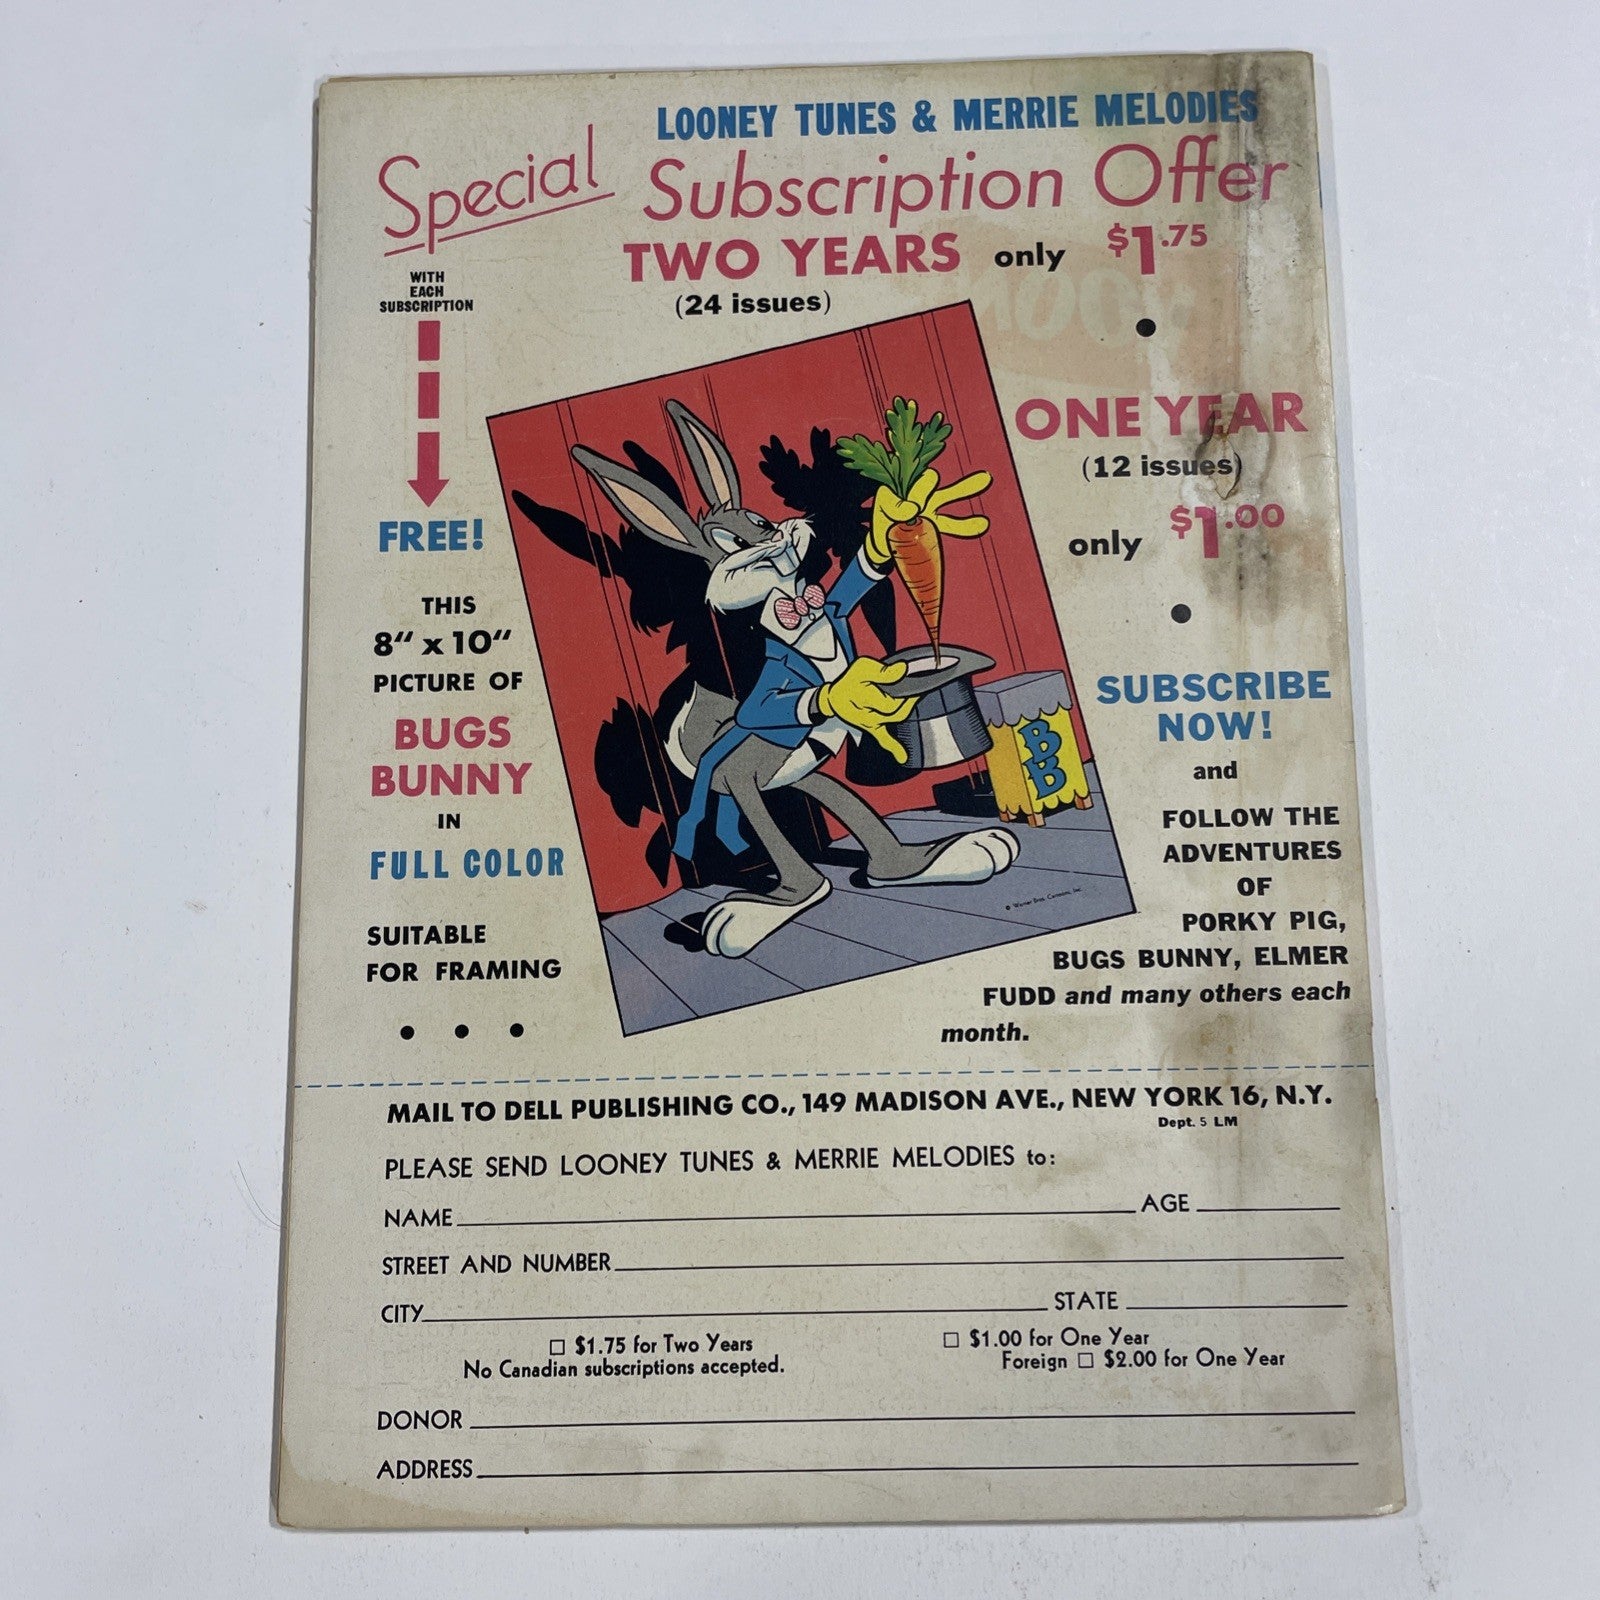 LOONEY TUNES & MERRIE MELODIES
Special Subscription Offer
TWO YEARS only $1.75
(24 issues)
WITH
EACH
SUBSCRIPTION
FREE!
THIS
8" x 10"
PICTURE OF
BUGS
BUNNY
IN
FULL COLOR
SUITABLE
FOR FRAMING
• • •
BB
© Warner Bros. Cartoons, Inc.
•
ONE YEAR
(12 issues)
only $1.00
•
SUBSCRIBE
NOW!
and
FOLLOW THE
ADVENTURES
OF
PORKY PIG,
BUGS BUNNY, ELMER
FUDD and many others each
month.
MAIL TO DELL PUBLISHING CO., 149 MADISON AVE., NEW YORK 16, N.Y.
Dept. 5 LM
PLEASE SEND LOONEY TUNES & MERRIE MELODIES to:
NAME AGE
STREET AND NUMBER
CITY STATE
☐ $1.75 for Two Years ☐ $1.00 for One Year
No Canadian subscriptions accepted. Foreign ☐ $2.00 for One Year
DONOR
ADDRESS